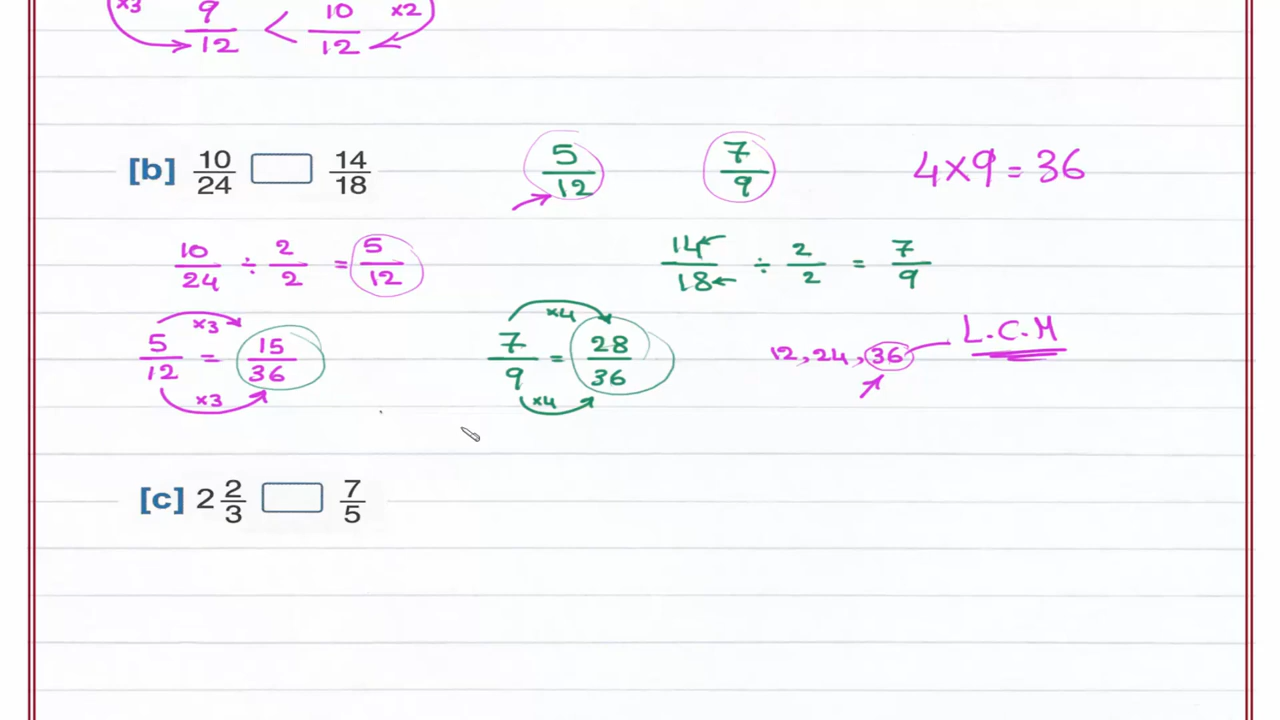 ×3 9/12 < 10/12 ×2
[b] 10/24 □ 14/18 5/12 7/9 4×9=36
10/24 ÷ 2/2 = 5/12 14/18 ÷ 2/2 = 7/9
×3 ×4
5/12 = 15/36 7/9 = 28/36 12, 24, 36 L.C.M
×3 ×4
[c] 2 2/3 □ 7/5